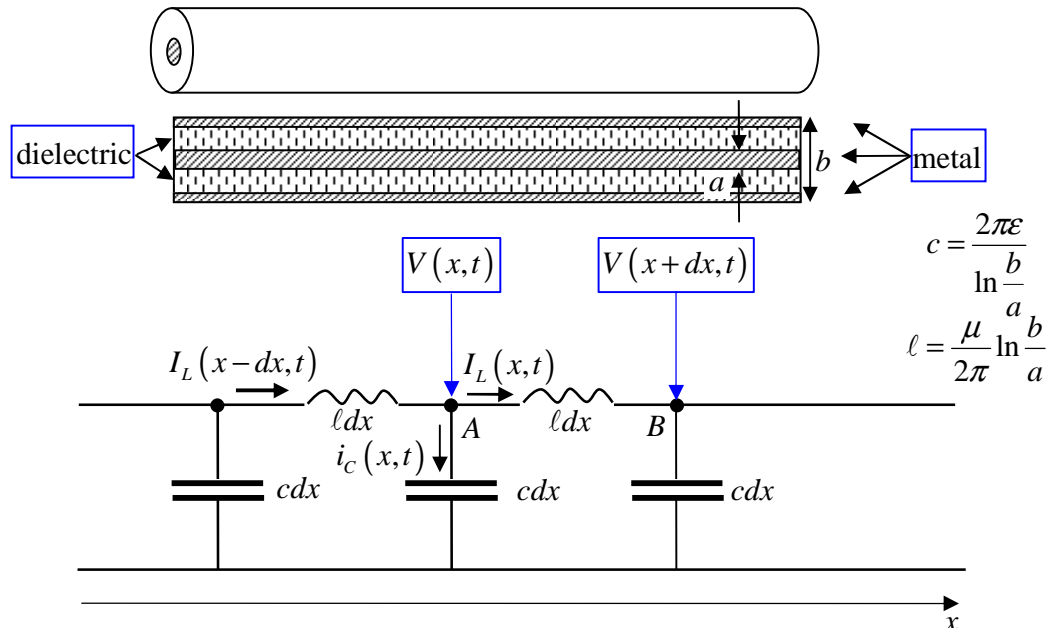 dielectric
metal
b
a
V(x,t)
V(x+dx,t)
c = 2πε / ln b/a
ℓ = μ/2π ln b/a
I_L(x−dx,t)
I_L(x,t)
ℓdx
A
ℓdx
B
i_C(x,t)
cdx
cdx
cdx
x